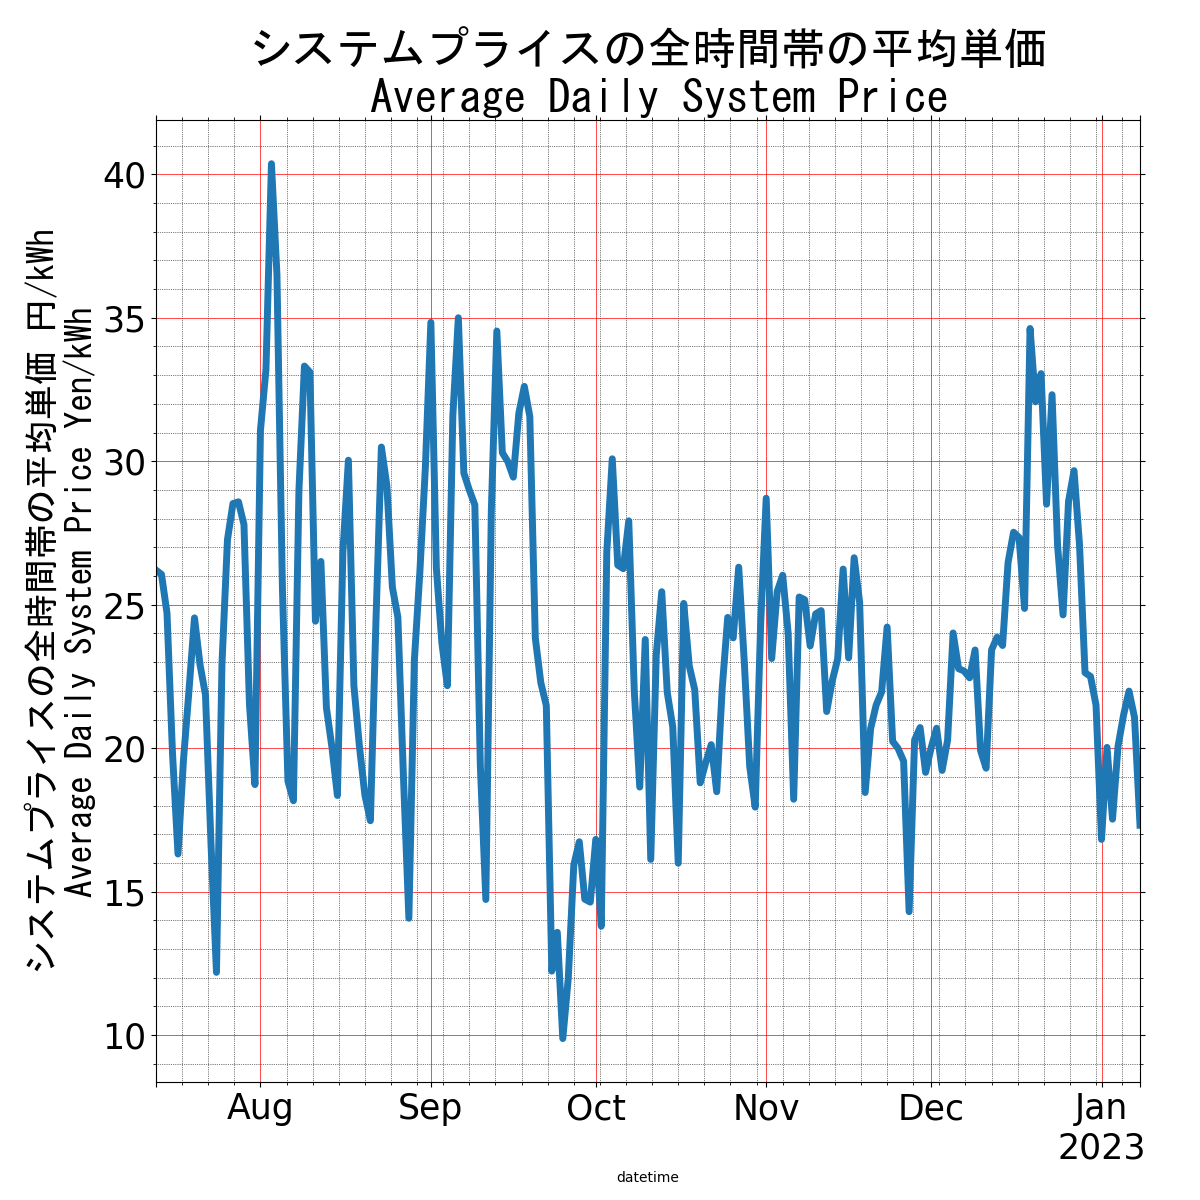 システムプライスの全時間帯の平均単価
Average Daily System Price
システムプライスの全時間帯の平均単価 円/kWh
Average Daily System Price Yen/kWh
40
35
30
25
20
15
10
Aug
Sep
Oct
Nov
Dec
Jan
2023
datetime